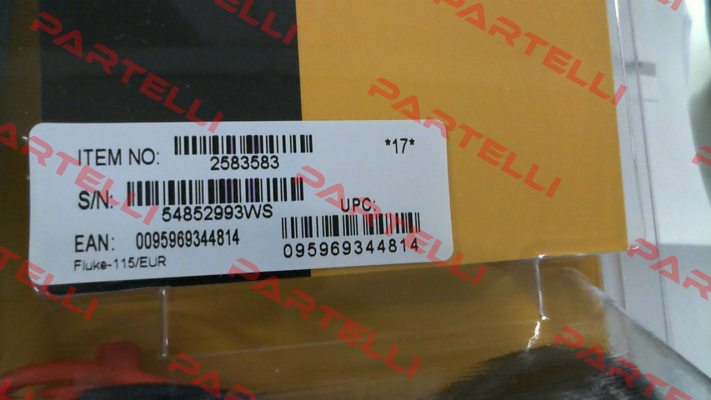 ITEM NO:
2583583
*17*
S/N:
54852993WS
UPC:
EAN: 0095969344814
095969344814
Fluke-115/EUR
PARTELLI
PARTELLI
PARTELLI
PARTELLI
PARTELLI
PARTELLI
PARTELLI
PARTELLI